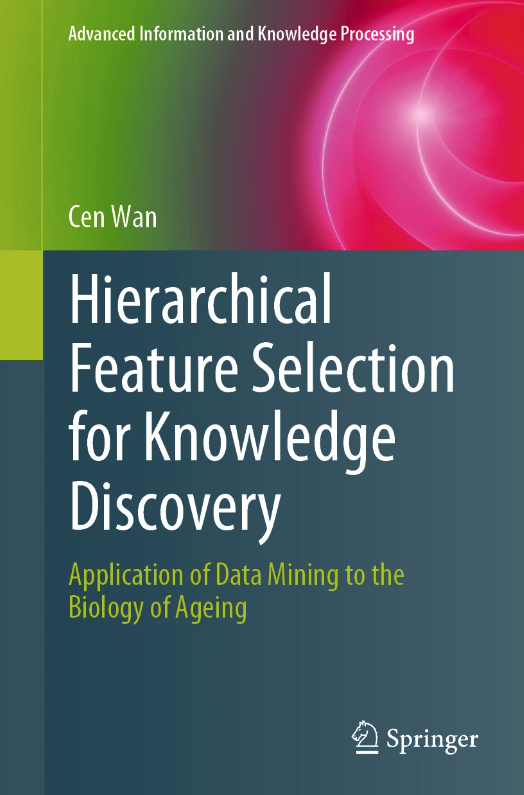 Advanced Information and Knowledge Processing
Cen Wan
Hierarchical
Feature Selection
for Knowledge
Discovery
Application of Data Mining to the
Biology of Ageing
Springer